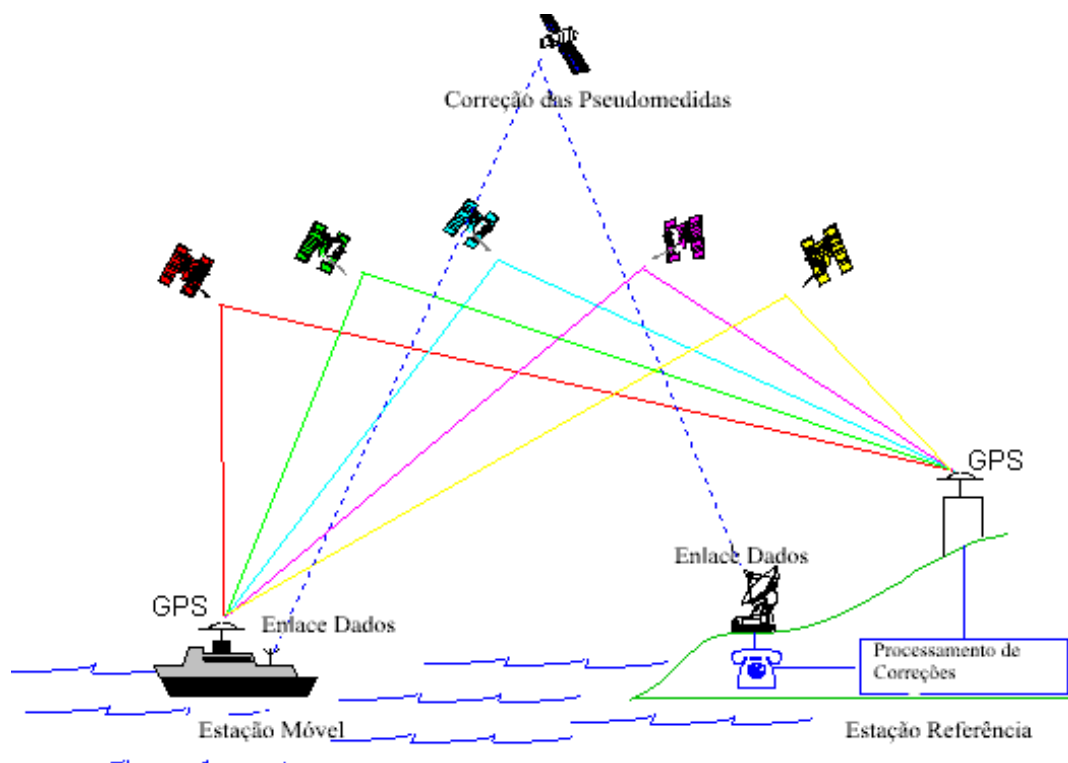 Correção das Pseudomedidas
GPS
Enlace Dados
GPS
Enlace Dados
Processamento de
Correções
Estação Móvel
Estação Referência